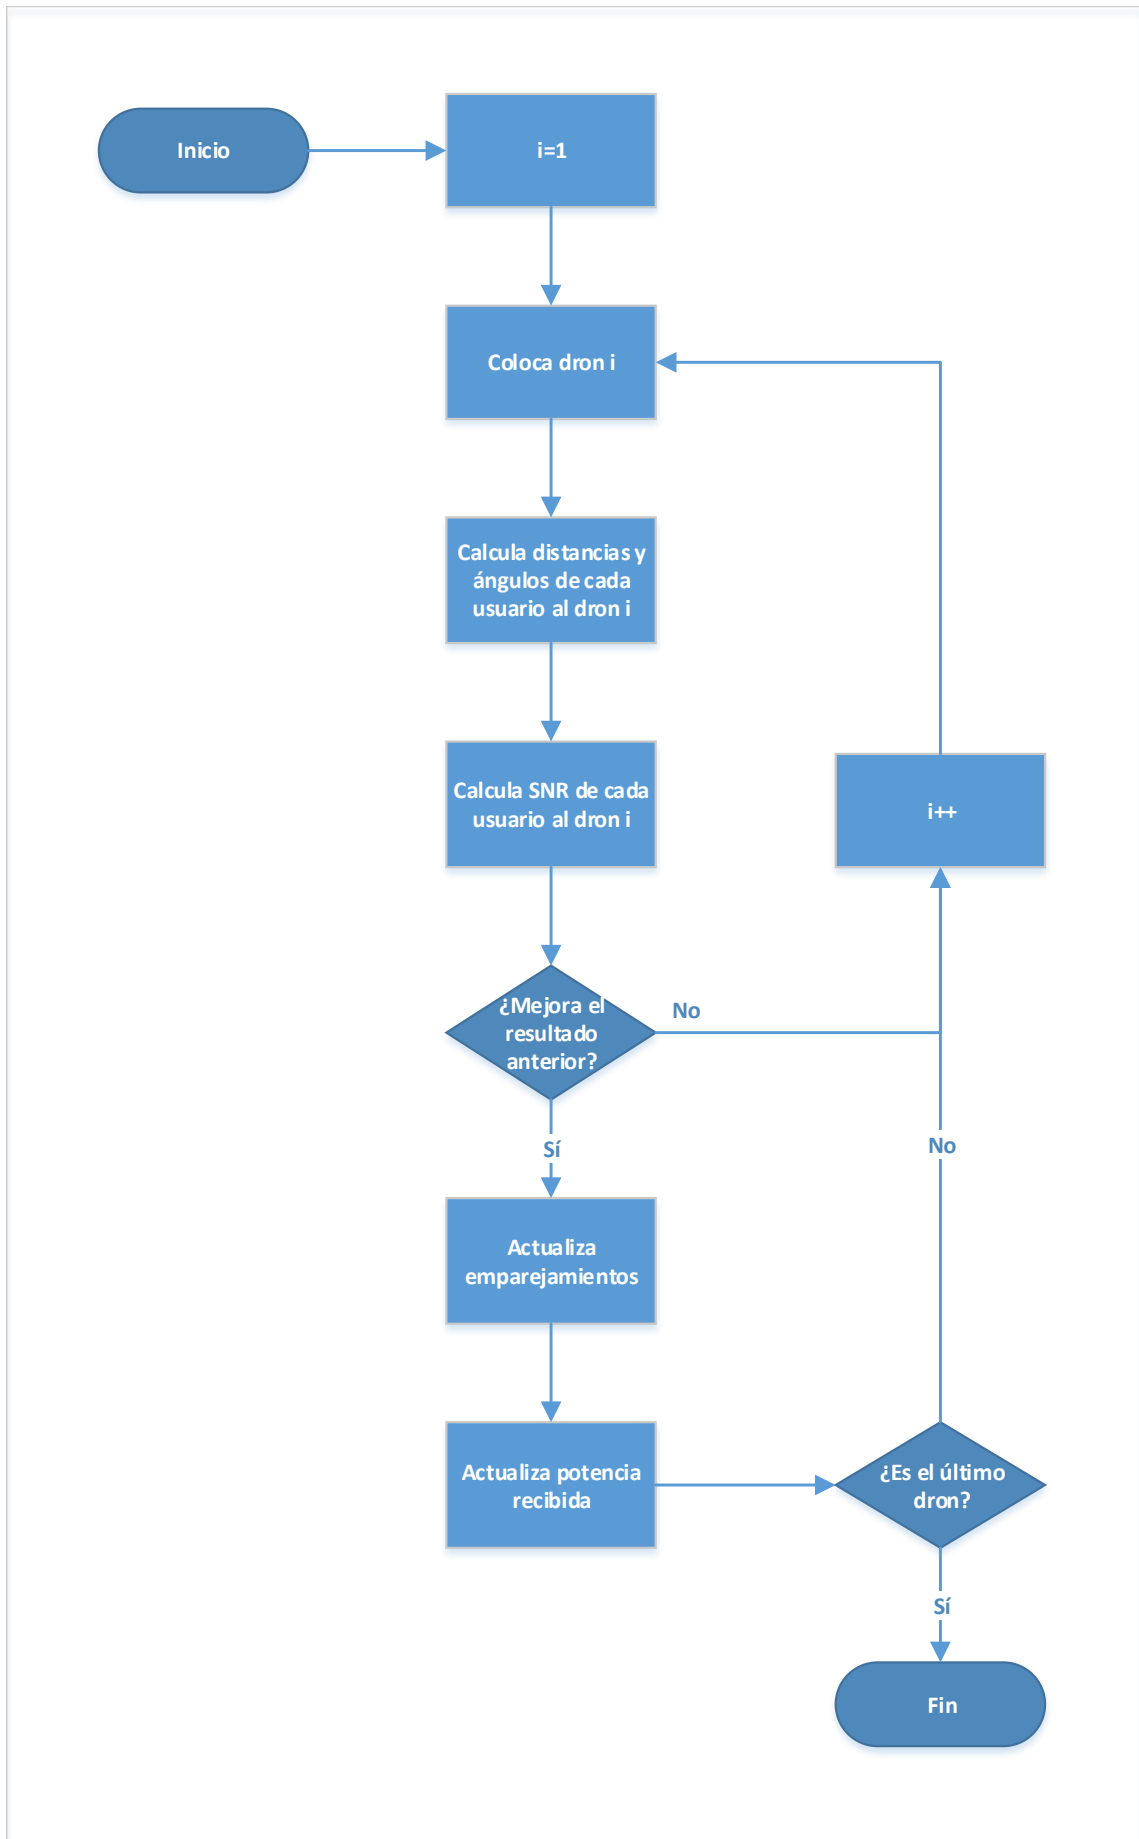 Inicio
i=1
Coloca dron i
Calcula distancias y
ángulos de cada
usuario al dron i
Calcula SNR de cada
usuario al dron i
i++
¿Mejora el
resultado
anterior?
No
Sí
No
Actualiza
emparejamientos
Actualiza potencia
recibida
¿Es el último
dron?
Sí
Fin